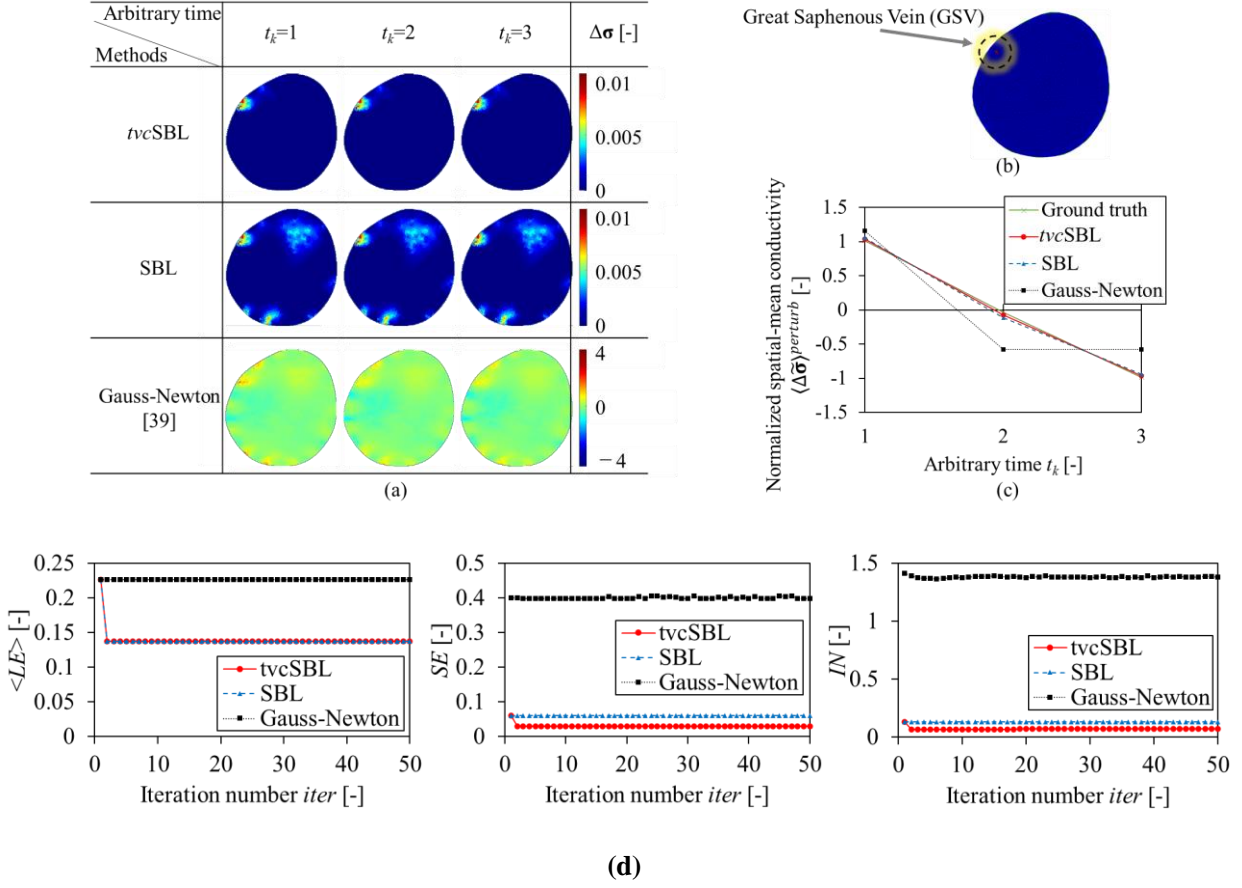 Arbitrary time
Methods
t_k=1
t_k=2
t_k=3
Δσ [-]
tvcSBL
0.01
0.005
0
SBL
0.01
0.005
0
Gauss-Newton
[39]
4
0
−4
(a)
Great Saphenous Vein (GSV)
(b)
Normalized spatial-mean conductivity
⟨Δσ̃⟩^perturb [-]
1.5
1
0.5
0
-0.5
-1
-1.5
Ground truth
tvcSBL
SBL
Gauss-Newton
1
2
3
Arbitrary time t_k [-]
(c)
<LE> [-]
0.25
0.2
0.15
0.1
0.05
0
tvcSBL
SBL
Gauss-Newton
0 10 20 30 40 50
Iteration number iter [-]
SE [-]
0.5
0.4
0.3
0.2
0.1
0
tvcSBL
SBL
Gauss-Newton
0 10 20 30 40 50
Iteration number iter [-]
IN [-]
1.5
1
0.5
0
tvcSBL
SBL
Gauss-Newton
0 10 20 30 40 50
Iteration number iter [-]
(d)